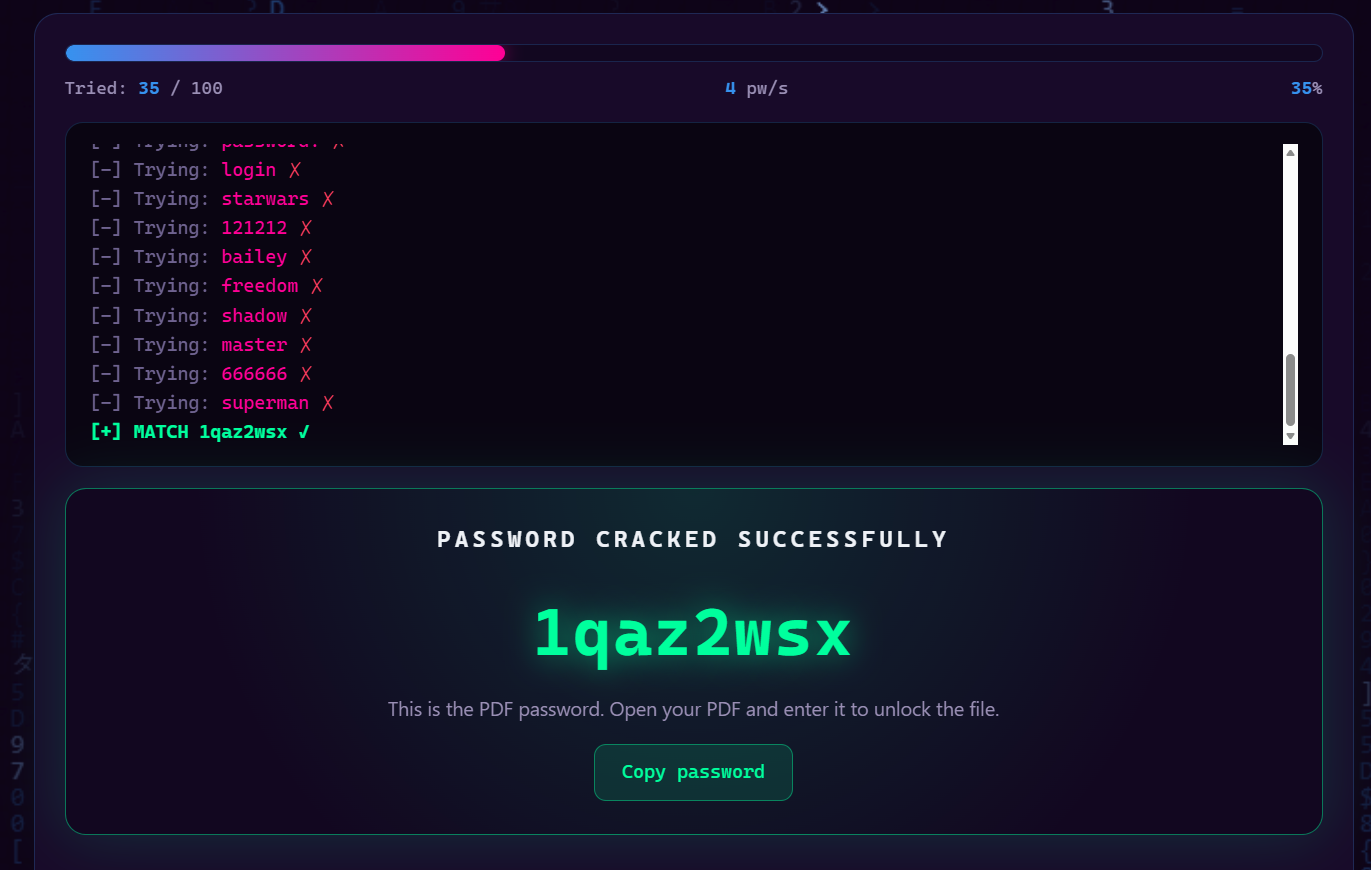 Tried: 35 / 100
4 pw/s
35%
[-] Trying: login ✗
[-] Trying: starwars ✗
[-] Trying: 121212 ✗
[-] Trying: bailey ✗
[-] Trying: freedom ✗
[-] Trying: shadow ✗
[-] Trying: master ✗
[-] Trying: 666666 ✗
[-] Trying: superman ✗
[+] MATCH 1qaz2wsx ✓
PASSWORD CRACKED SUCCESSFULLY
1qaz2wsx
This is the PDF password. Open your PDF and enter it to unlock the file.
Copy password